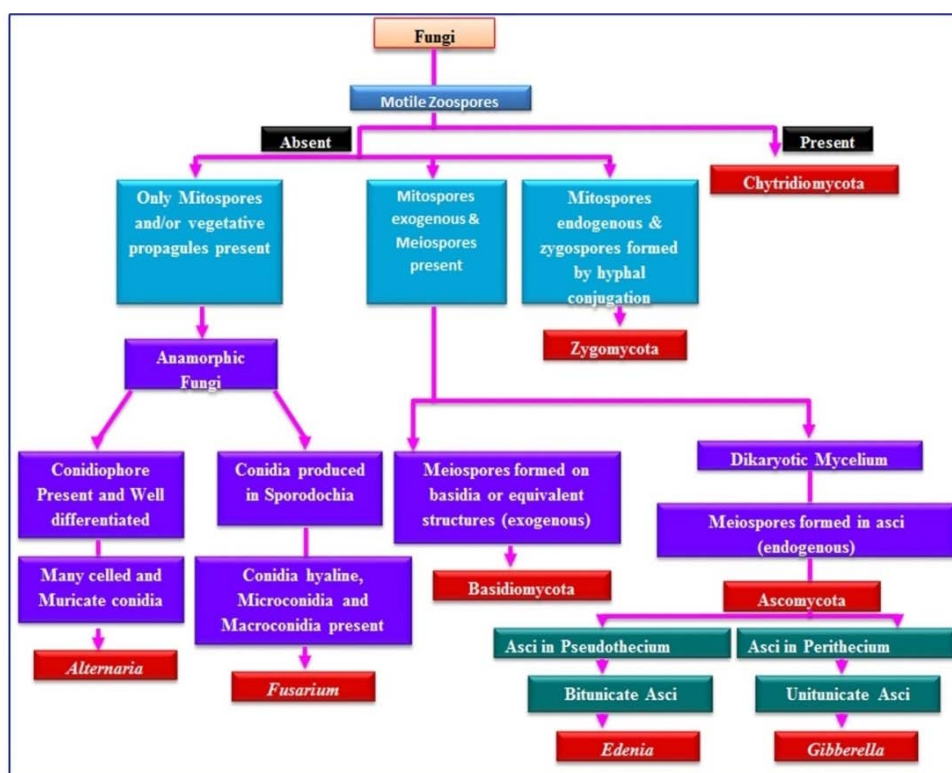 Fungi
Motile Zoospores
Absent
Present
Chytridiomycota
Only Mitospores
and/or vegetative
propagules present
Mitospores
exogenous &
Meiospores
present
Mitospores
endogenous &
zygospores formed
by hyphal
conjugation
Zygomycota
Anamorphic
Fungi
Conidiophore
Present and Well
differentiated
Conidia produced
in Sporodochia
Meiospores formed on
basidia or equivalent
structures (exogenous)
Dikaryotic Mycelium
Meiospores formed in asci
(endogenous)
Many celled and
Muricate conidia
Conidia hyaline,
Microconidia and
Macroconidia present
Basidiomycota
Ascomycota
Alternaria
Fusarium
Asci in Pseudothecium
Asci in Perithecium
Bitunicate Asci
Unitunicate Asci
Edenia
Gibberella